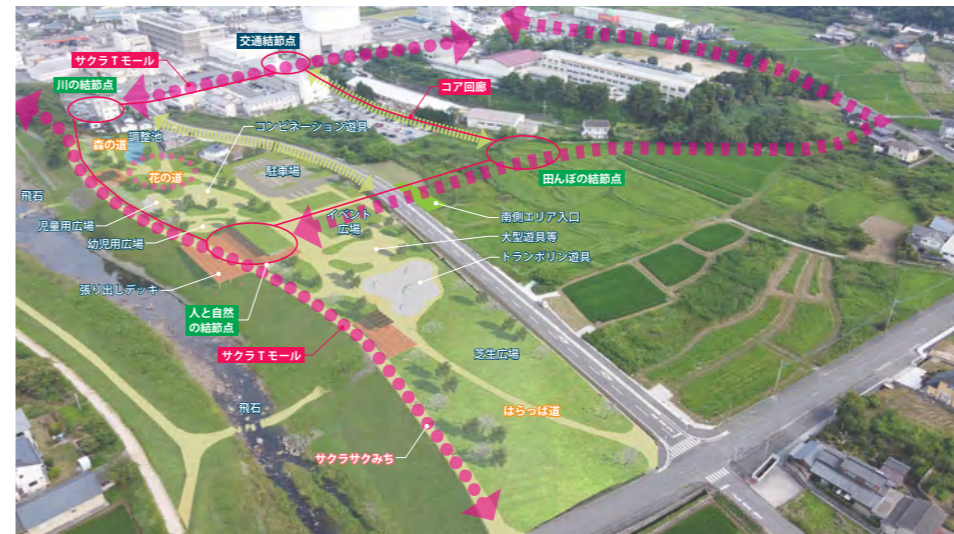 交通結節点
サクラTモール
川の結節点
コア回廊
コンビネーション遊具
調整池
森の道
駐車場
花の道
田んぼの結節点
飛石
イベント
広場
南側エリア入口
児童用広場
大型遊具等
幼児用広場
トランポリン遊具
張り出しデッキ
人と自然
の結節点
サクラTモール
芝生広場
飛石
はらっぱ道
サクラサクみち